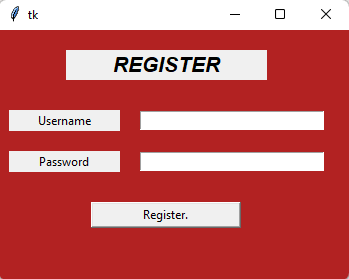 tk
REGISTER
Username
Password
Register.